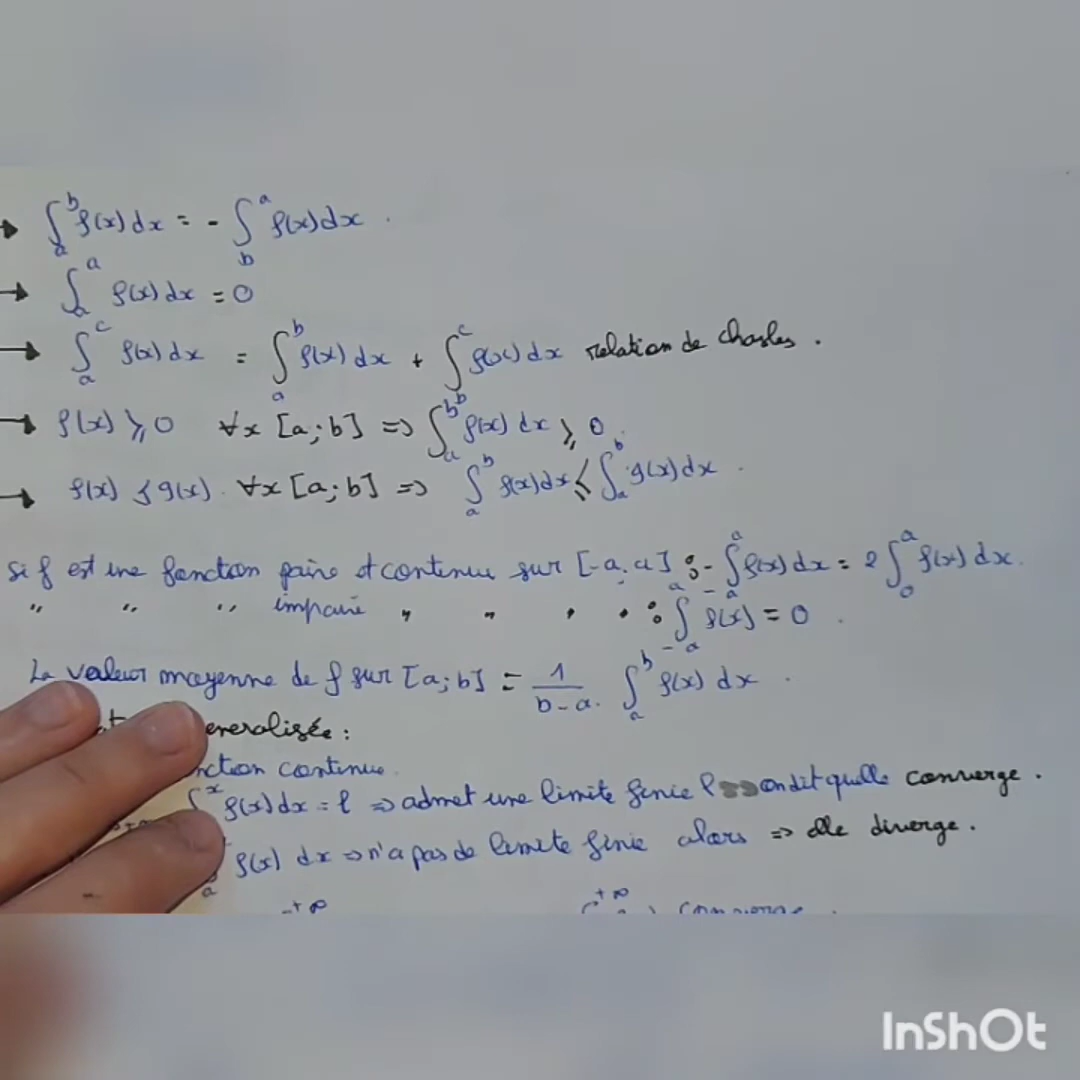 → ∫_a^b f(x) dx = - ∫_b^a f(x) dx .
→ ∫_a^a f(x) dx = 0
→ ∫_a^c f(x) dx = ∫_a^b f(x) dx + ∫_b^c f(x) dx relation de chasles .
→ f(x) ⩾ 0 ∀x [a ; b] => ∫_a^b f(x) dx ⩾ 0
→ f(x) ⩽ g(x) . ∀x [a ; b] => ∫_a^b f(x) dx ⩽ ∫_a^b g(x) dx .
si f est une fonction paire et continue sur [-a, a] : ∫_-a^a f(x) dx = 2 ∫_0^a f(x) dx .
" " " impaire " " " " : ∫_-a^a f(x) = 0 .
La valeur moyenne de f sur [a ; b] = 1/(b-a) . ∫_a^b f(x) dx .
généralisée :
nction continue .
∫^x f(x) dx = l => admet une limite finie l on dit quelle converge .
f(x) dx => n'a pas de limite finie alors => elle diverge .
+∞ +∞ converge
InShOt